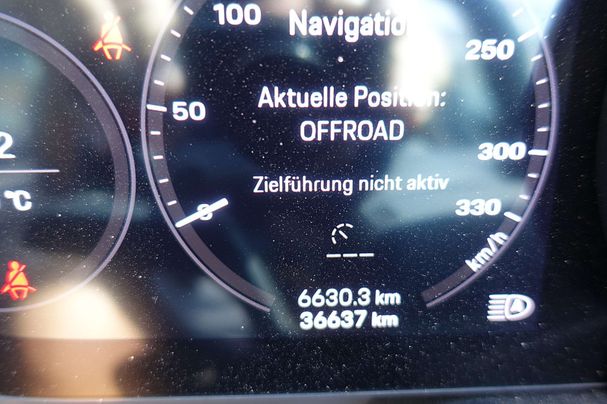 100
Navigation
250
Aktuelle Position:
50
OFFROAD
2
300
Zielführung nicht aktiv
°C
0
330
km/h
6630.3 km
36637 km
A